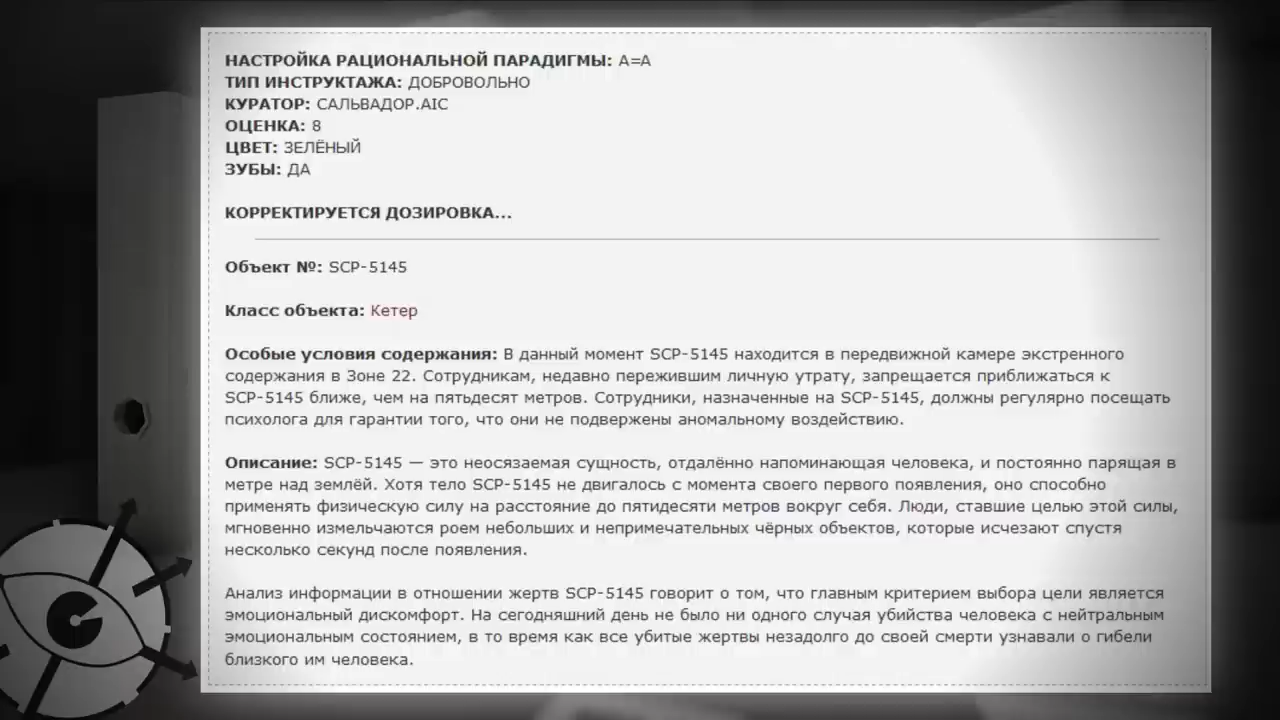 НАСТРОЙКА РАЦИОНАЛЬНОЙ ПАРАДИГМЫ: А=А
ТИП ИНСТРУКТАЖА: ДОБРОВОЛЬНО
КУРАТОР: САЛЬВАДОР.AIC
ОЦЕНКА: 8
ЦВЕТ: ЗЕЛЁНЫЙ
ЗУБЫ: ДА
КОРРЕКТИРУЕТСЯ ДОЗИРОВКА...
Объект №: SCP-5145
Класс объекта: Кетер
Особые условия содержания: В данный момент SCP-5145 находится в передвижной камере экстренного
содержания в Зоне 22. Сотрудникам, недавно пережившим личную утрату, запрещается приближаться к
SCP-5145 ближе, чем на пятьдесят метров. Сотрудники, назначенные на SCP-5145, должны регулярно посещать
психолога для гарантии того, что они не подвержены аномальному воздействию.
Описание: SCP-5145 — это неосязаемая сущность, отдалённо напоминающая человека, и постоянно парящая в
метре над землёй. Хотя тело SCP-5145 не двигалось с момента своего первого появления, оно способно
применять физическую силу на расстояние до пятидесяти метров вокруг себя. Люди, ставшие целью этой силы,
мгновенно измельчаются роем небольших и непримечательных чёрных объектов, которые исчезают спустя
несколько секунд после появления.
Анализ информации в отношении жертв SCP-5145 говорит о том, что главным критерием выбора цели является
эмоциональный дискомфорт. На сегодняшний день не было ни одного случая убийства человека с нейтральным
эмоциональным состоянием, в то время как все убитые жертвы незадолго до своей смерти узнавали о гибели
близкого им человека.